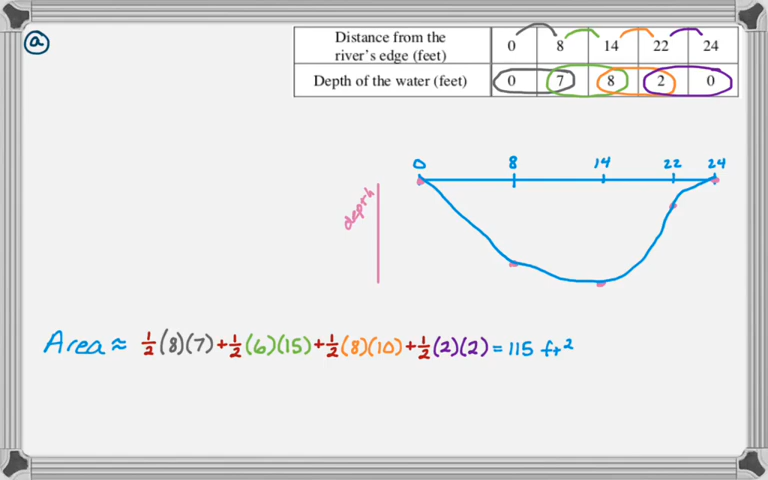 a
Distance from the river's edge (feet) 0 8 14 22 24
Depth of the water (feet) 0 7 8 2 0
0 8 14 22 24
depth
Area ≈ 1/2(8)(7)+1/2(6)(15)+1/2(8)(10)+1/2(2)(2)=115 ft²